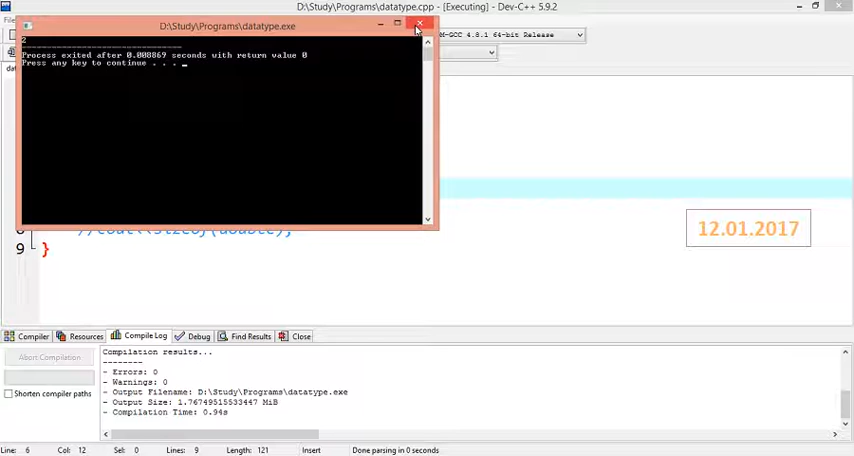 D:\Study\Programs\datatype.cpp - [Executing] - Dev-C++ 5.9.2
D:\Study\Programs\datatype.exe
2
Process exited after 0.008869 seconds with return value 0
Press any key to continue . . .
M-GCC 4.8.1 64-bit Release
12.01.2017
9 }
Compiler Resources Compile Log Debug Find Results Close
Abort Compilation
Shorten compiler paths
Compilation results...
--------
- Errors: 0
- Warnings: 0
- Output Filename: D:\Study\Programs\datatype.exe
- Output Size: 1.76749515533447 MiB
- Compilation Time: 0.94s
Line: 6 Col: 12 Sel: 0 Lines: 9 Length: 121 Insert Done parsing in 0 seconds